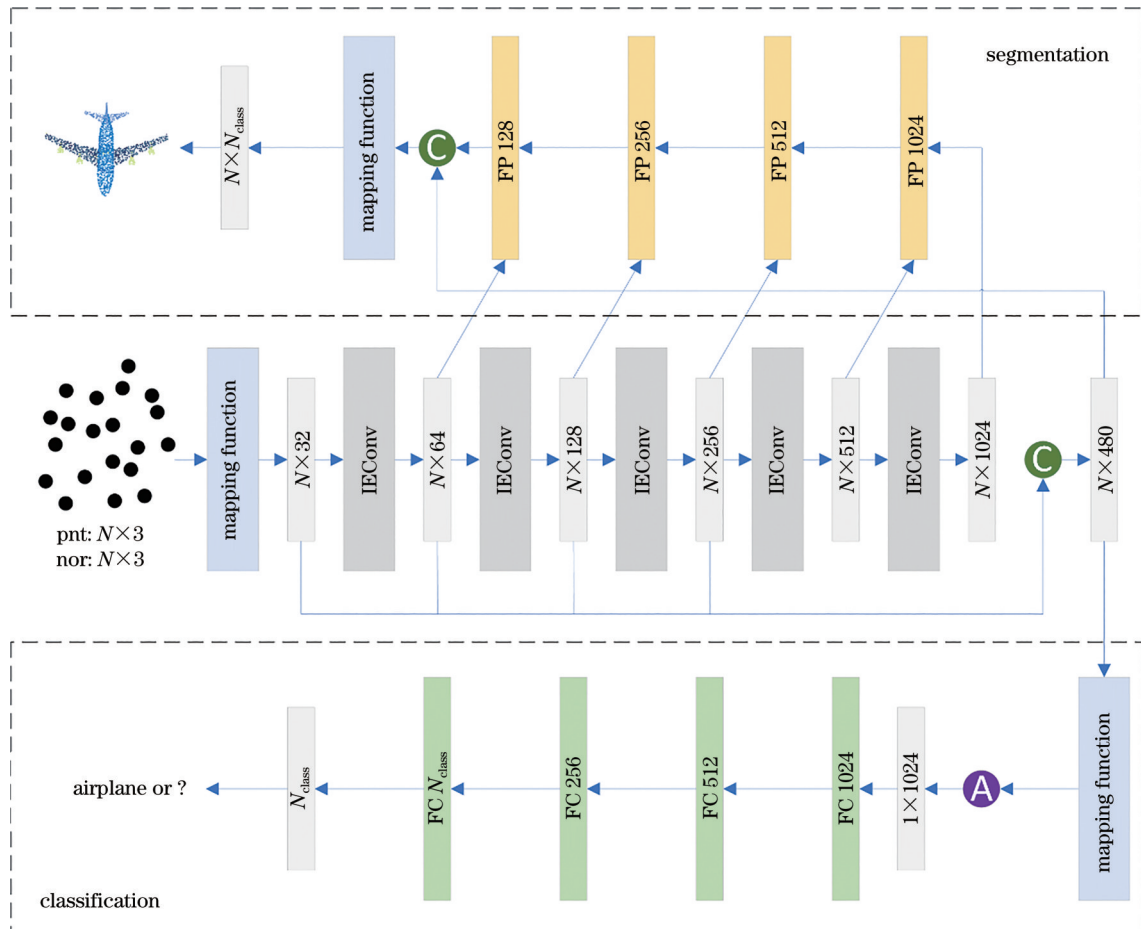 segmentation
N×N_class
mapping function
C
FP 128
FP 256
FP 512
FP 1024
pnt: N×3
nor: N×3
mapping function
N×32
IEConv
N×64
IEConv
N×128
IEConv
N×256
IEConv
N×512
IEConv
N×1024
C
N×480
airplane or ?
N_class
FC N_class
FC 256
FC 512
FC 1024
1×1024
A
mapping function
classification